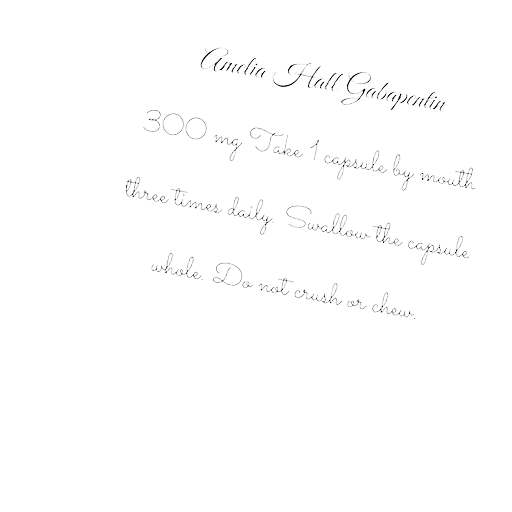 Amelia Hall Gabapentin
300 mg Take 1 capsule by mouth
three times daily. Swallow the capsule
whole. Do not crush or chew.